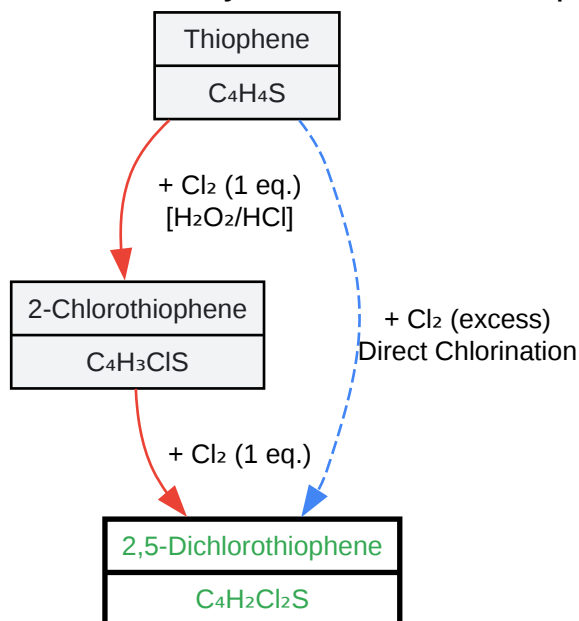 Thiophene
C₄H₄S
+ Cl₂ (1 eq.)
[H₂O₂/HCl]
2-Chlorothiophene
C₄H₃ClS
+ Cl₂ (excess)
Direct Chlorination
+ Cl₂ (1 eq.)
2,5-Dichlorothiophene
C₄H₂Cl₂S